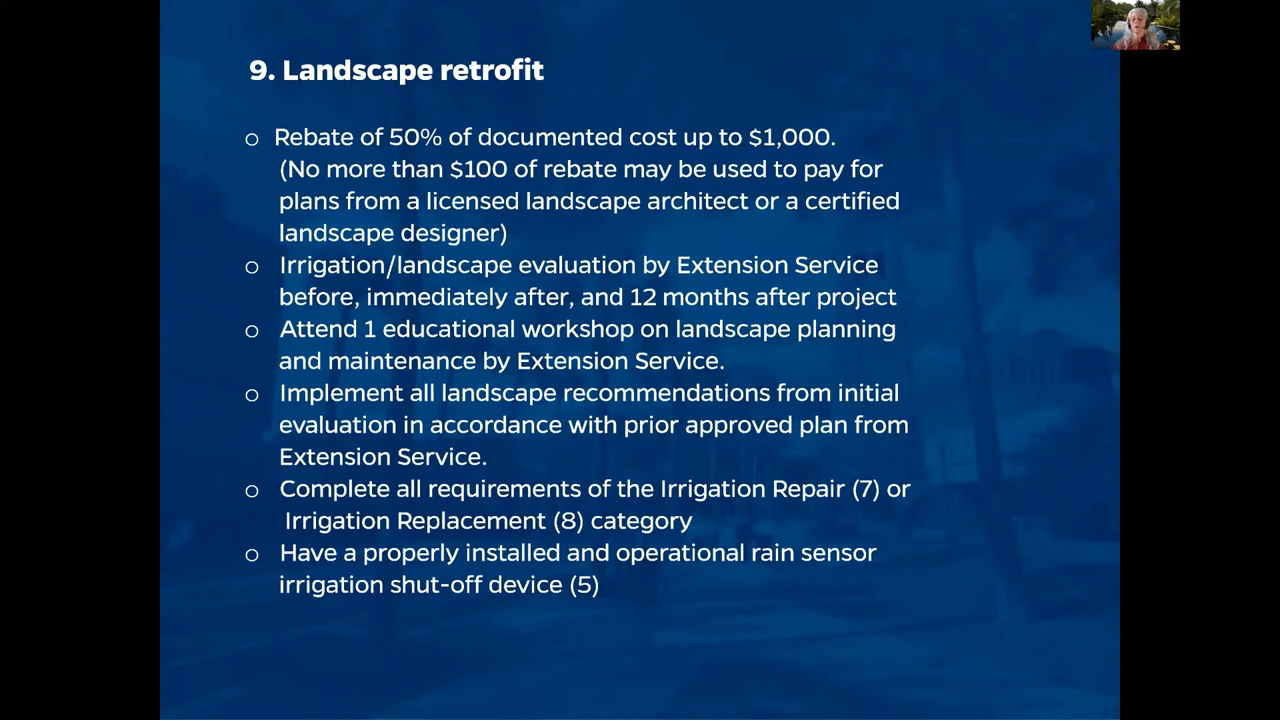 9. Landscape retrofit
o Rebate of 50% of documented cost up to $1,000.
(No more than $100 of rebate may be used to pay for
plans from a licensed landscape architect or a certified
landscape designer)
o Irrigation/landscape evaluation by Extension Service
before, immediately after, and 12 months after project
o Attend 1 educational workshop on landscape planning
and maintenance by Extension Service.
o Implement all landscape recommendations from initial
evaluation in accordance with prior approved plan from
Extension Service.
o Complete all requirements of the Irrigation Repair (7) or
Irrigation Replacement (8) category
o Have a properly installed and operational rain sensor
irrigation shut-off device (5)